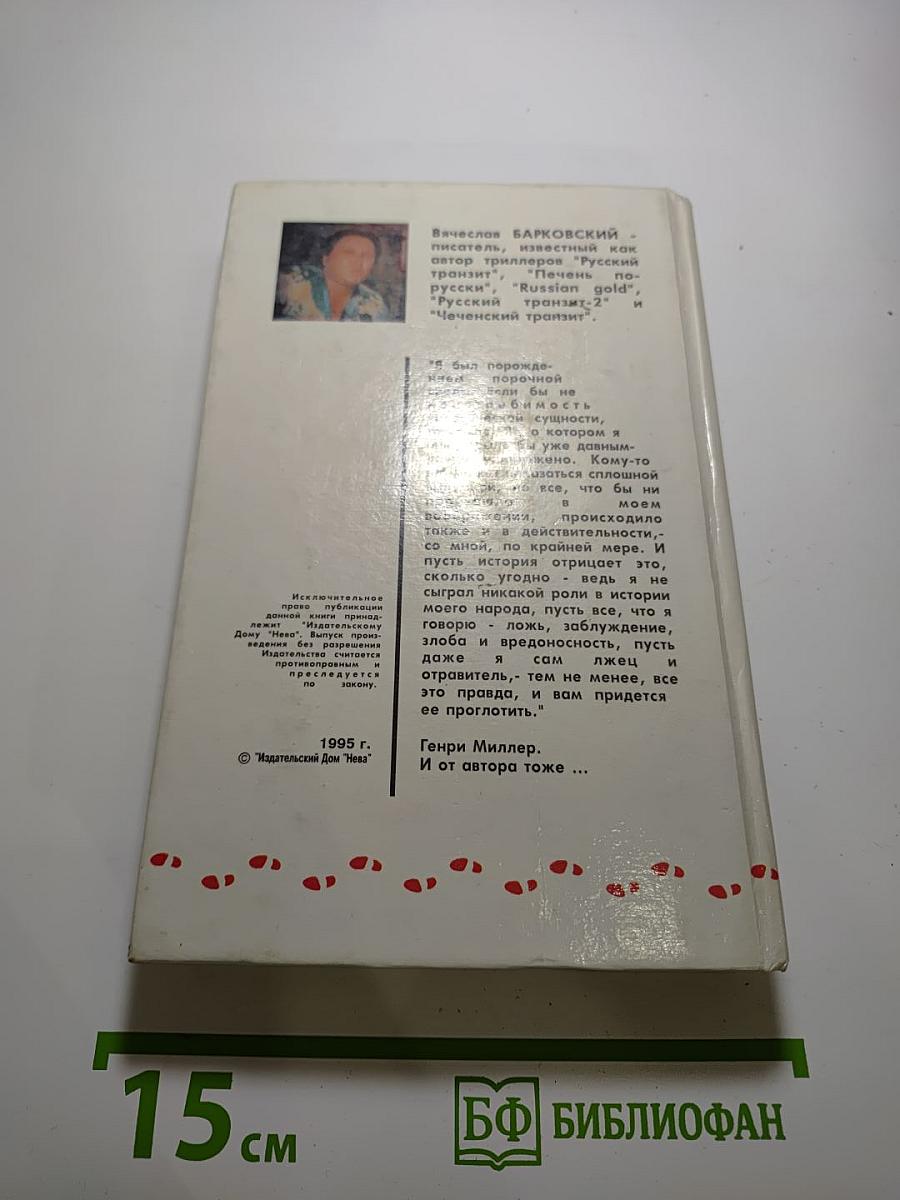 Вячеслав БАРКОВСКИЙ -
писатель, известный как
автор триллеров "Русский
транзит", "Печень по-
русски", "Russian gold",
"Русский транзит-2" и
"Чеченский транзит".
"Я был порожде-
нием порочной
если бы не
сущности,
о котором я
бы уже давным-
Кому-то
сплошной
все, что бы ни
в моем
воображении, происходило
также и в действительности,-
со мной, по крайней мере. И
пусть история отрицает это,
сколько угодно - ведь я не
сыграл никакой роли в истории
моего народа, пусть все, что я
говорю - ложь, заблуждение,
злоба и вредоносность, пусть
даже я сам лжец и
отравитель,- тем не менее, все
это правда, и вам придется
ее проглотить."
Генри Миллер.
И от автора тоже ...
Исключительное
право публикации
данной книги принад-
лежит "Издательскому
Дому "Нева". Выпуск произ-
ведения без разрешения
Издательства считается
противоправным и
преследуется
по закону.
1995 г.
© "Издательский Дом "Нева"
15 см
БФ БИБЛИОФАН